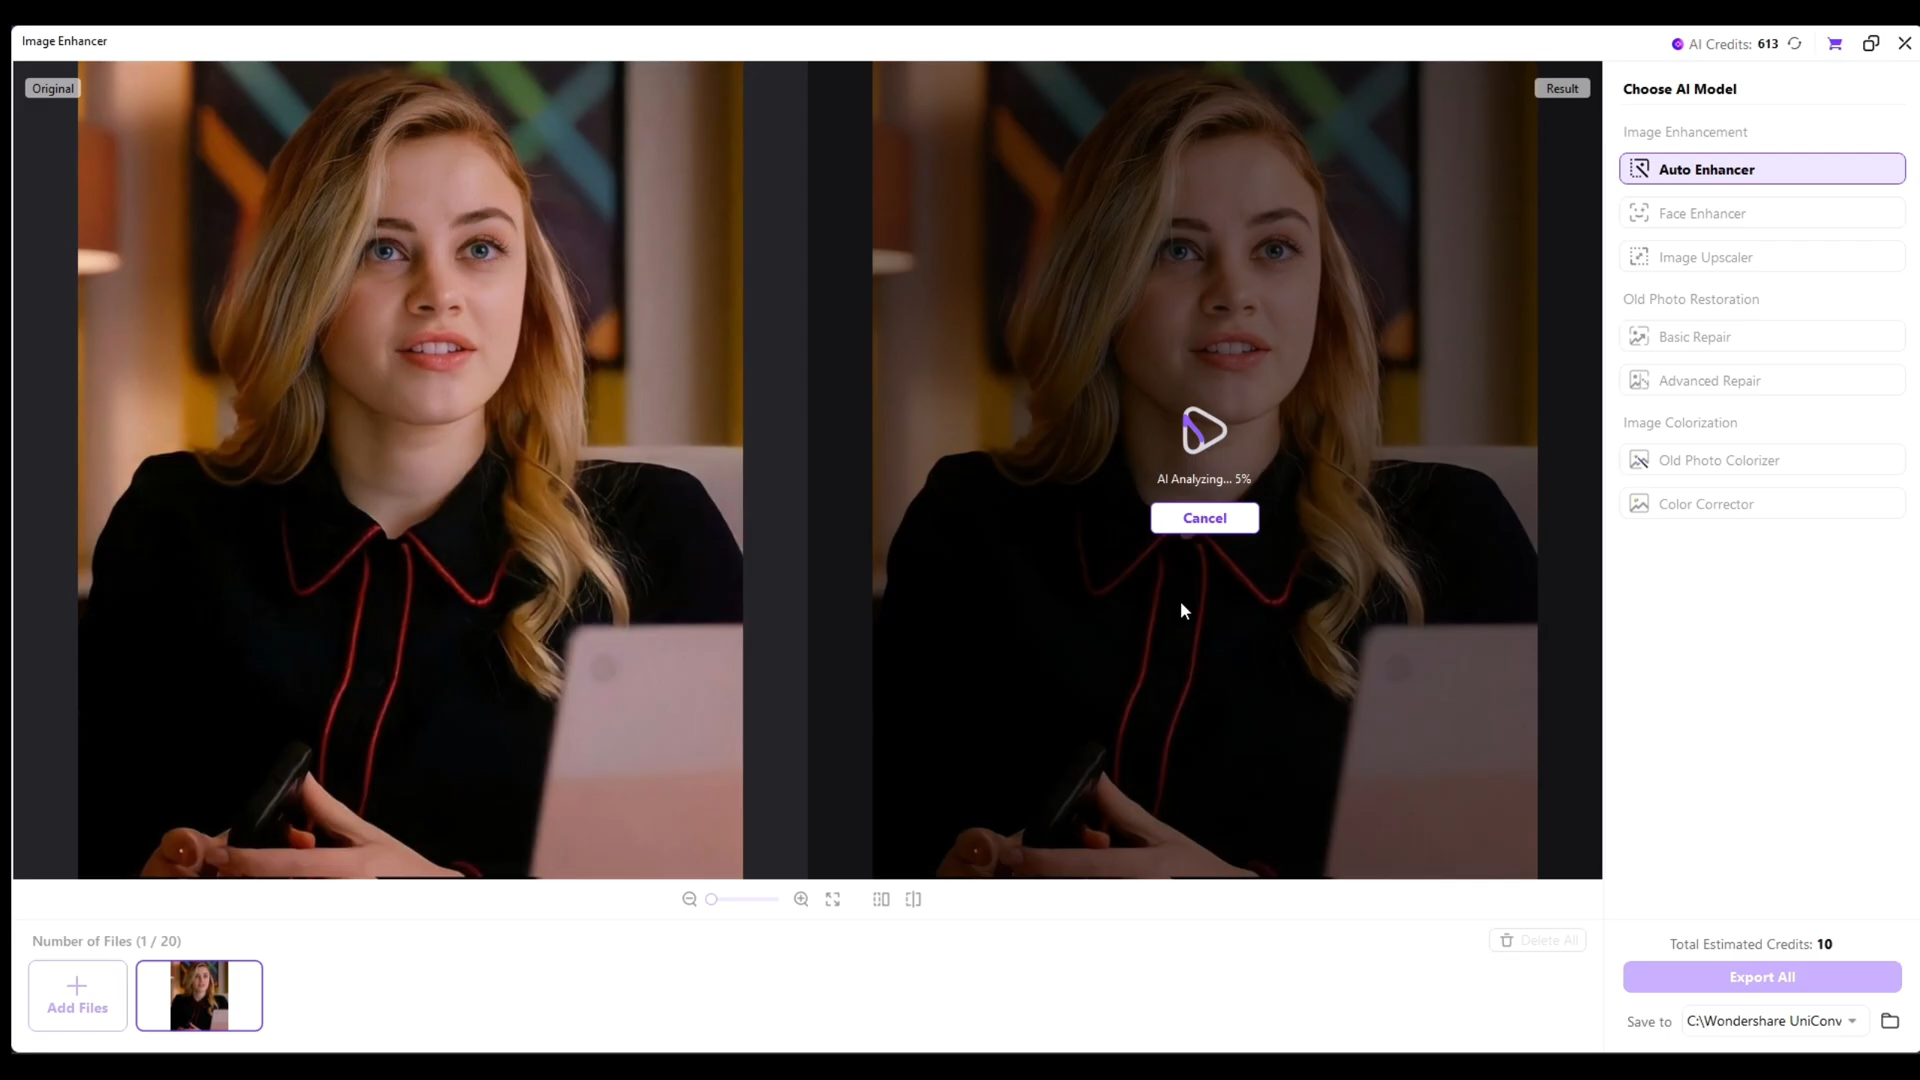 Image Enhancer
AI Credits: 613
Original
Result
Choose AI Model
Image Enhancement
Auto Enhancer
Face Enhancer
Image Upscaler
Old Photo Restoration
Basic Repair
Advanced Repair
Image Colorization
Old Photo Colorizer
Color Corrector
AI Analyzing... 5%
Cancel
Number of Files (1 / 20)
Delete All
Add Files
Total Estimated Credits: 10
Export All
Save to C:\Wondershare UniConv